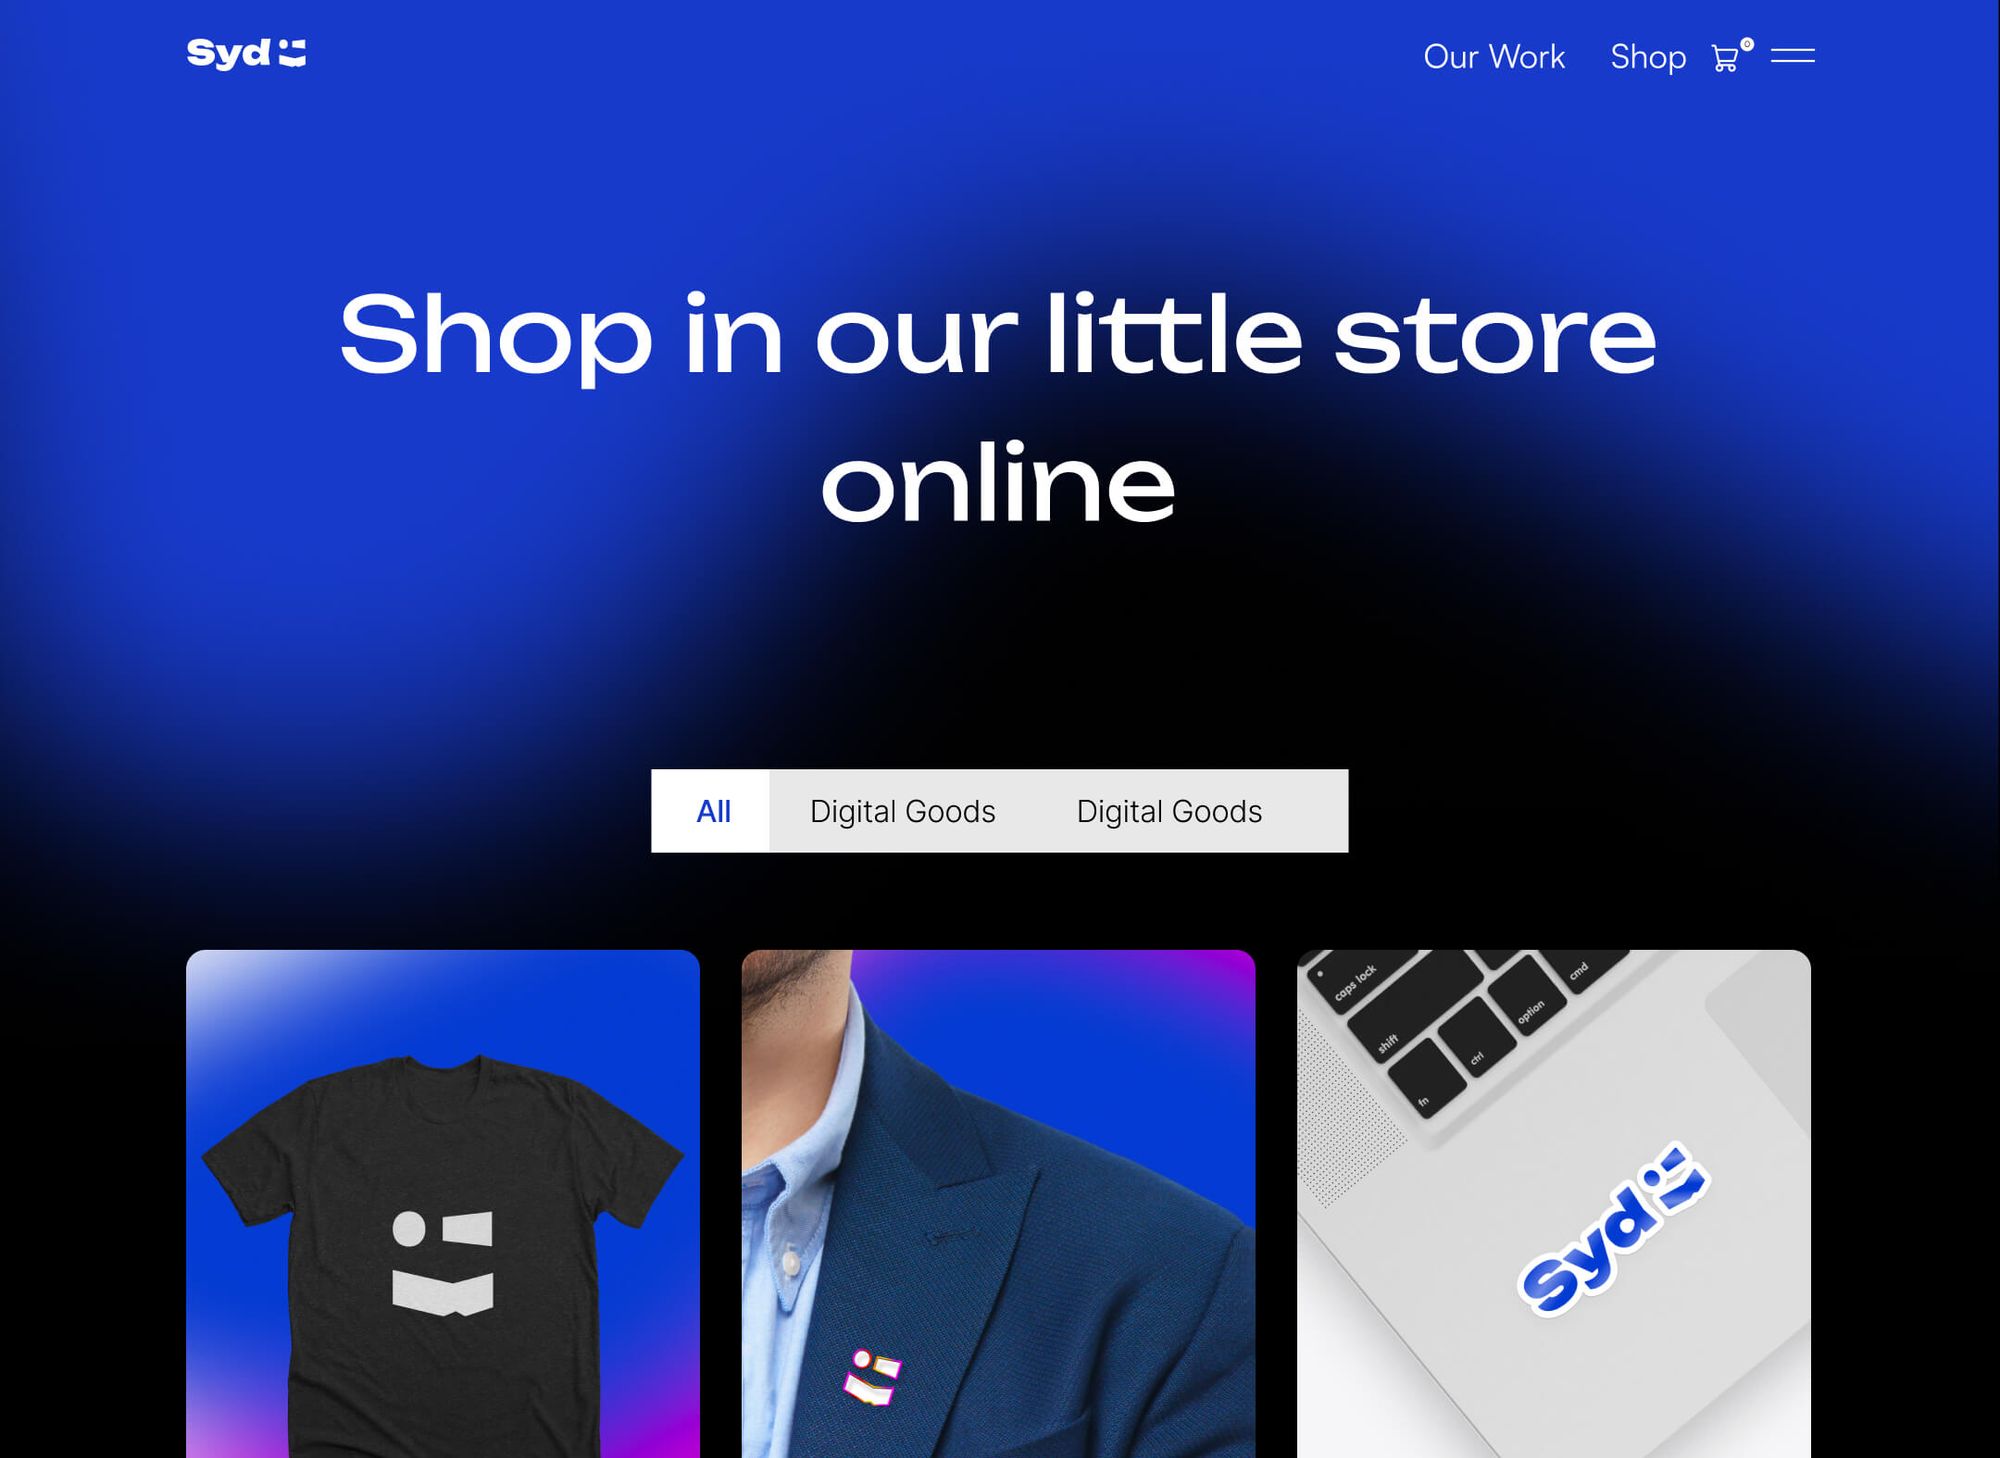 Syd
Our Work Shop 0
Shop in our little store
online
All Digital Goods Digital Goods
caps lock
shift
fn
ctrl
option
cmd
Syd